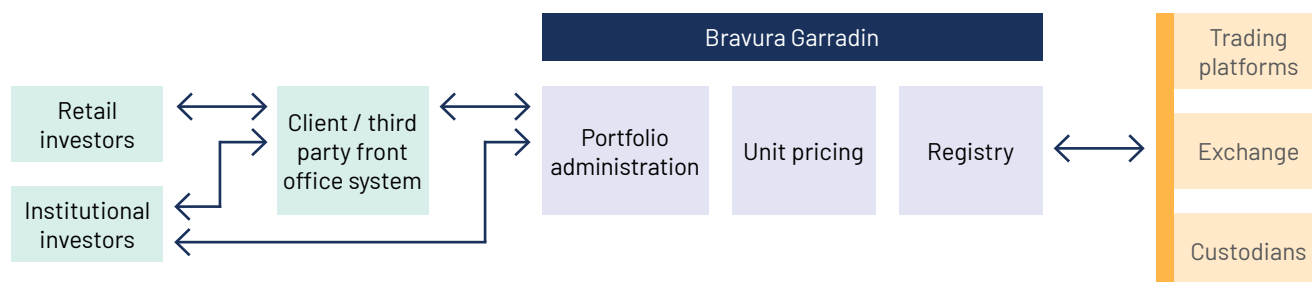 Bravura Garradin
Retail
investors
Institutional
investors
Client / third
party front
office system
Portfolio
administration
Unit pricing
Registry
Trading
platforms
Exchange
Custodians